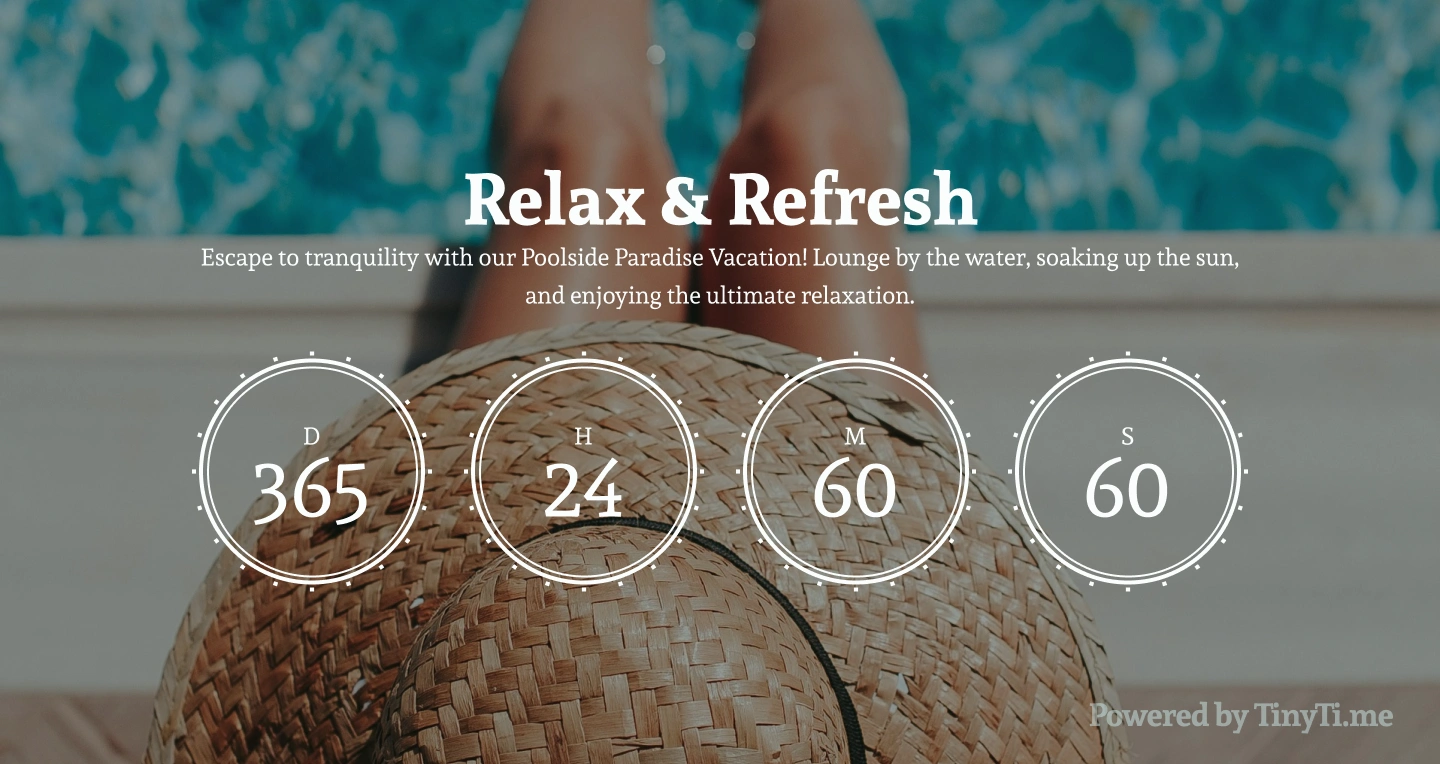 Relax & Refresh
Escape to tranquility with our Poolside Paradise Vacation! Lounge by the water, soaking up the sun,
and enjoying the ultimate relaxation.
D H M S
365 24 60 60
Powered by TinyTi.me